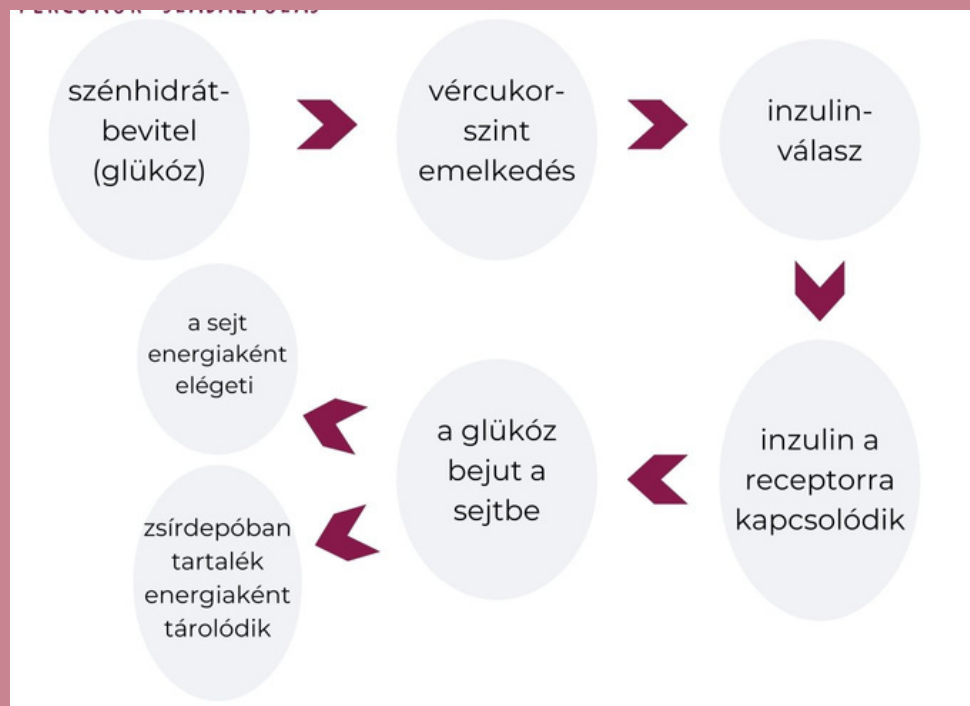 szénhidrát-
bevitel
(glükóz)
vércukor-
szint
emelkedés
inzulin-
válasz
inzulin a
receptorra
kapcsolódik
a glükóz
bejut a
sejtbe
a sejt
energiaként
elégeti
zsírdepóban
tartalék
energiaként
tárolódik